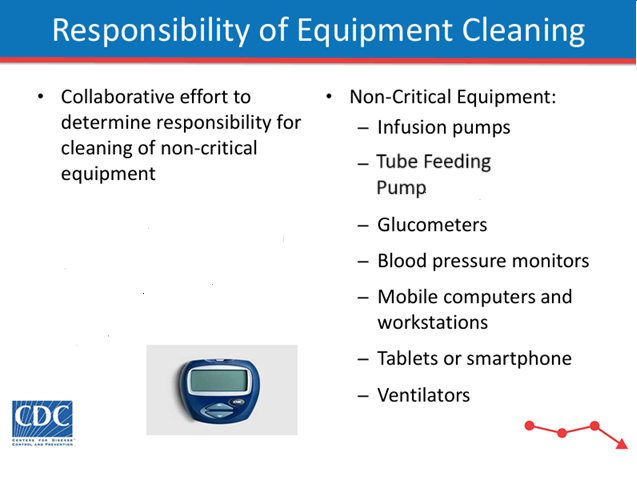 Responsibility of Equipment Cleaning
• Collaborative effort to
determine responsibility for
cleaning of non-critical
equipment
• Non-Critical Equipment:
– Infusion pumps
– Tube Feeding
Pump
– Glucometers
– Blood pressure monitors
– Mobile computers and
workstations
– Tablets or smartphone
– Ventilators
CDC
CENTERS FOR DISEASE
CONTROL AND PREVENTION